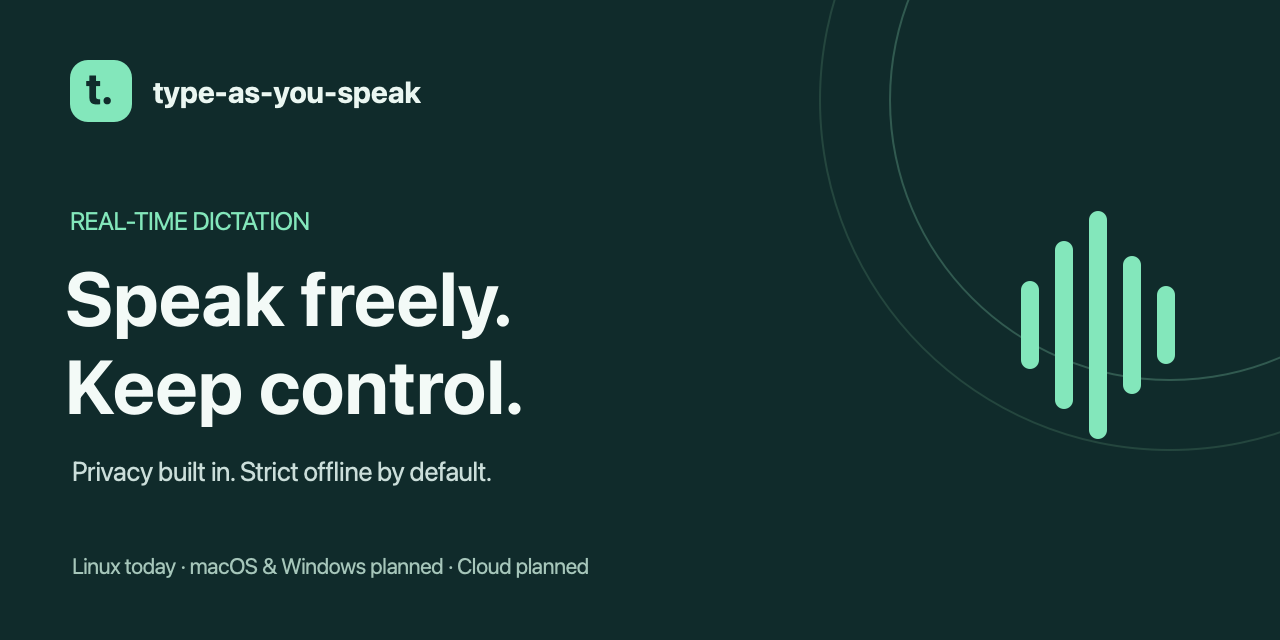 t.
type-as-you-speak
REAL-TIME DICTATION
Speak freely.
Keep control.
Privacy built in. Strict offline by default.
Linux today · macOS & Windows planned · Cloud planned